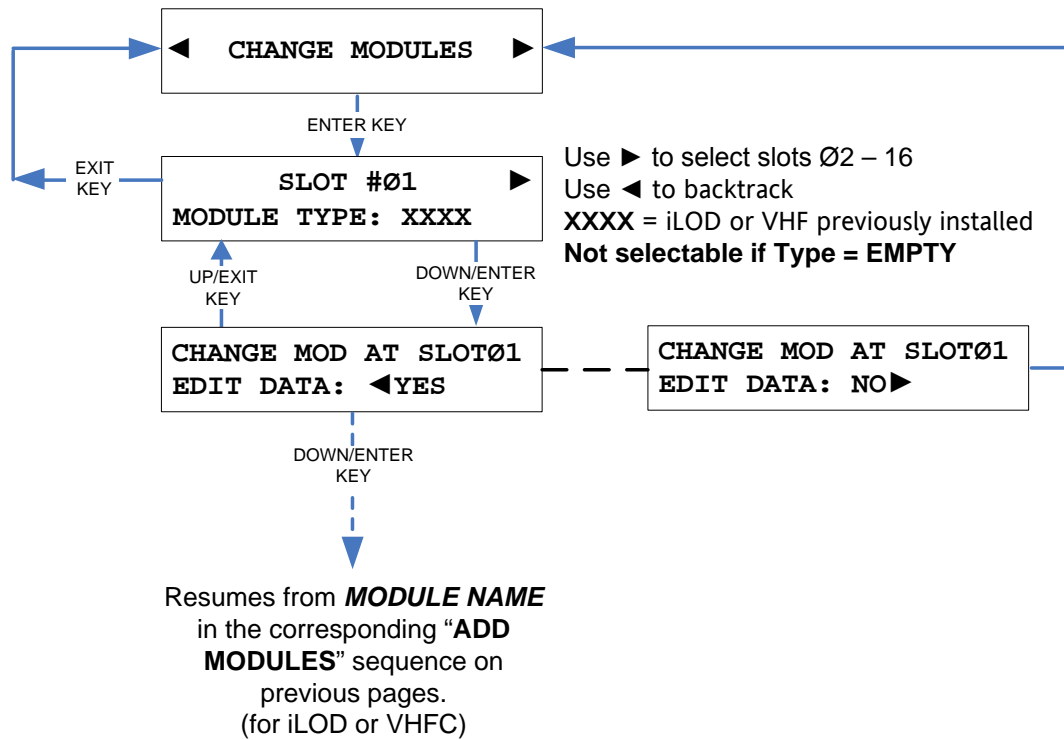 ◄ CHANGE MODULES ►
ENTER KEY
EXIT
KEY
SLOT #Ø1 ►
MODULE TYPE: XXXX
Use ► to select slots Ø2 – 16
Use ◄ to backtrack
XXXX = iLOD or VHF previously installed
Not selectable if Type = EMPTY
UP/EXIT
KEY
DOWN/ENTER
KEY
CHANGE MOD AT SLOTØ1
EDIT DATA: ◄YES
CHANGE MOD AT SLOTØ1
EDIT DATA: NO►
DOWN/ENTER
KEY
Resumes from MODULE NAME
in the corresponding “ADD
MODULES” sequence on
previous pages.
(for iLOD or VHFC)